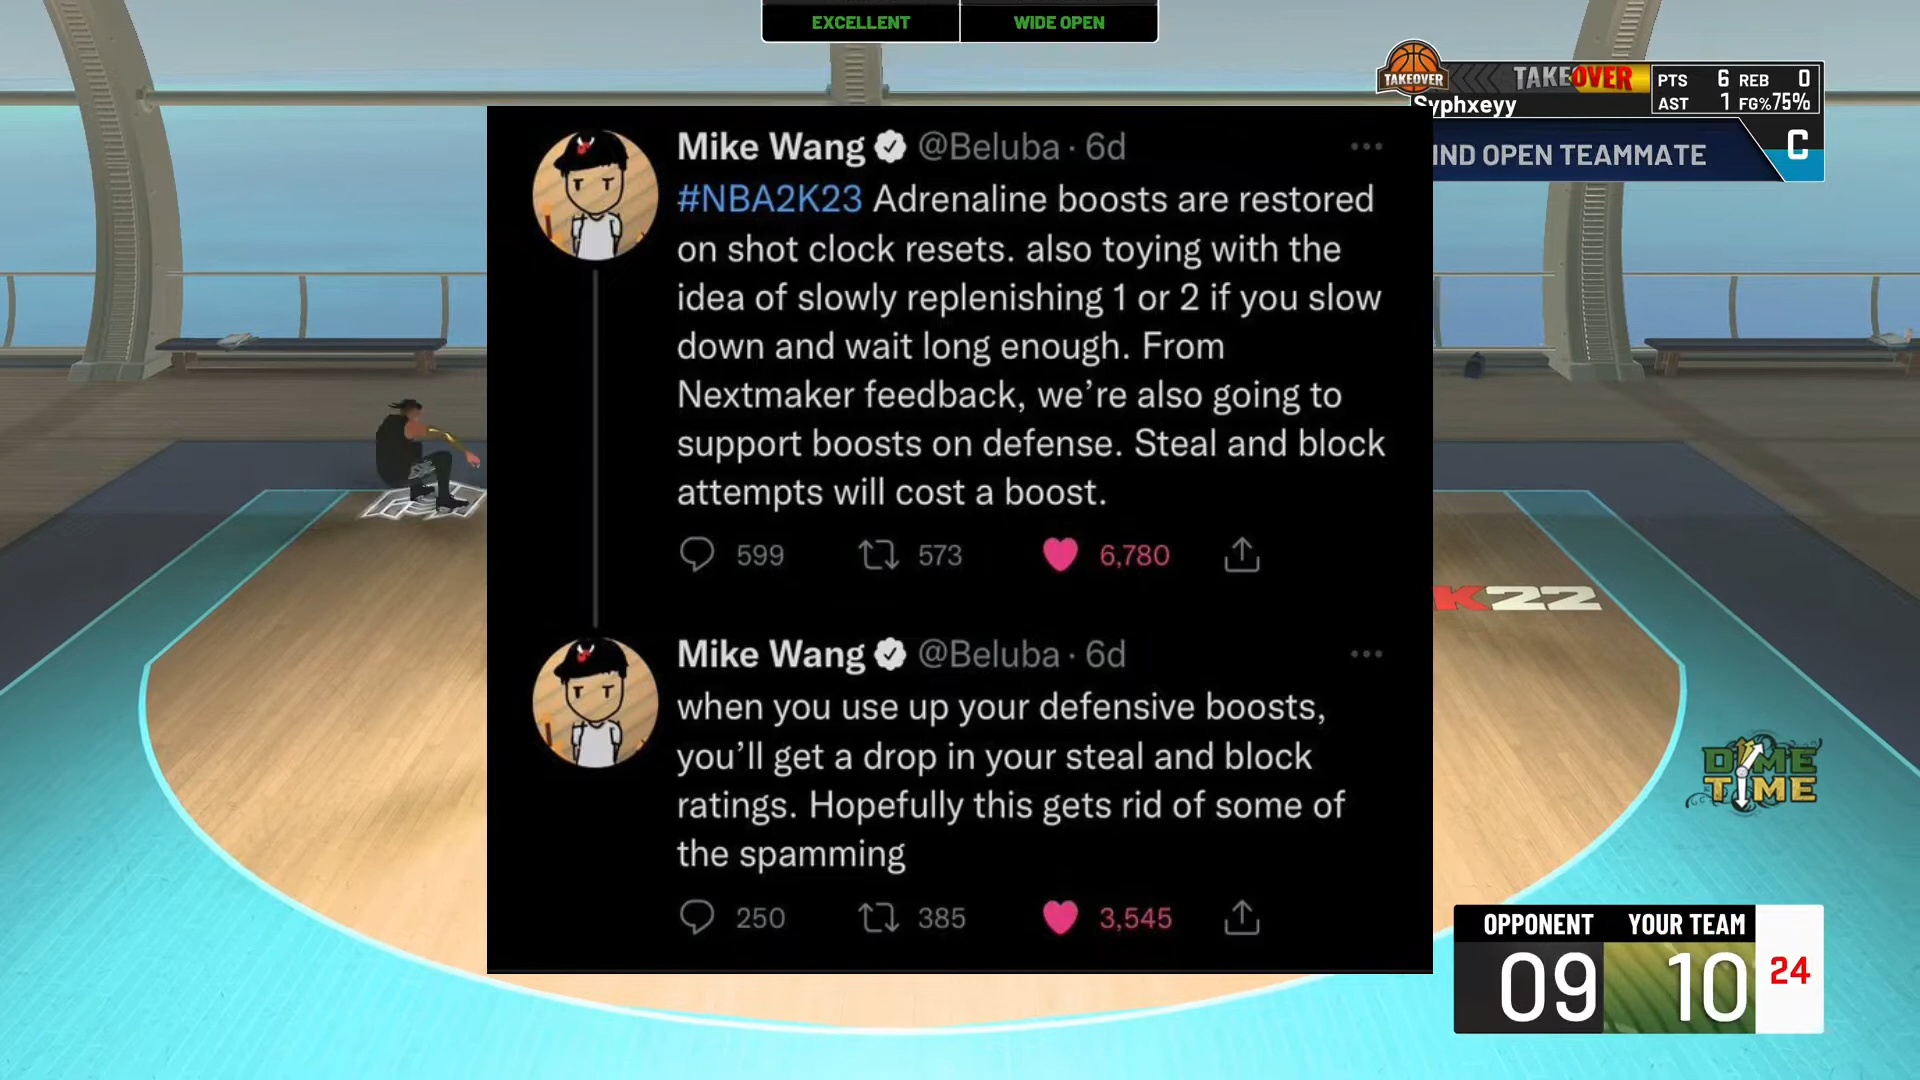 EXCELLENT
WIDE OPEN
TAKEOVER
TAKEOVER
PTS 6 REB 0
AST 1 FG% 75%
Syphxeyy
IND OPEN TEAMMATE
C
Mike Wang @Beluba · 6d
#NBA2K23 Adrenaline boosts are restored
on shot clock resets. also toying with the
idea of slowly replenishing 1 or 2 if you slow
down and wait long enough. From
Nextmaker feedback, we're also going to
support boosts on defense. Steal and block
attempts will cost a boost.
599 573 6,780
K22
Mike Wang @Beluba · 6d
when you use up your defensive boosts,
you'll get a drop in your steal and block
ratings. Hopefully this gets rid of some of
the spamming
250 385 3,545
DIME
TIME
OPPONENT YOUR TEAM
09 10 24